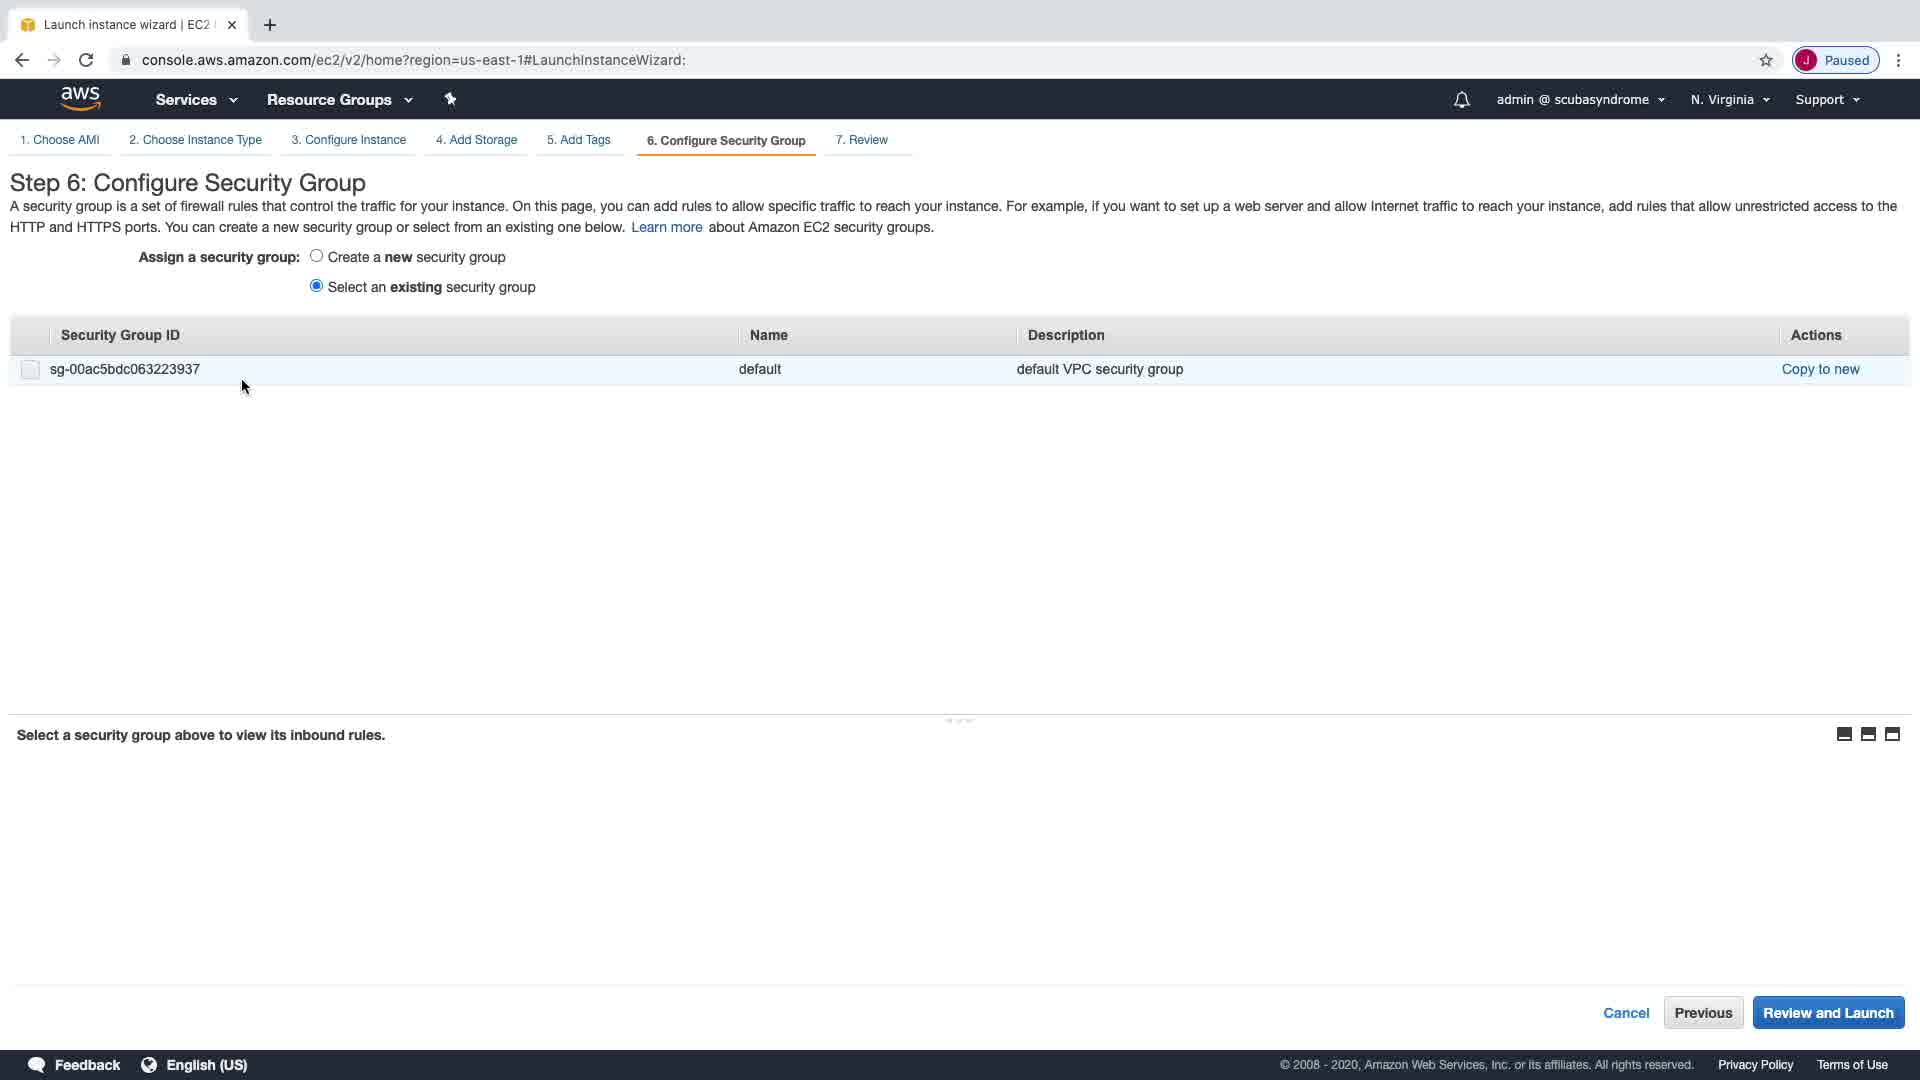 Launch instance wizard | EC2
console.aws.amazon.com/ec2/v2/home?region=us-east-1#LaunchInstanceWizard:
J Paused
aws Services Resource Groups admin @ scubasyndrome N. Virginia Support
1. Choose AMI 2. Choose Instance Type 3. Configure Instance 4. Add Storage 5. Add Tags 6. Configure Security Group 7. Review
Step 6: Configure Security Group
A security group is a set of firewall rules that control the traffic for your instance. On this page, you can add rules to allow specific traffic to reach your instance. For example, if you want to set up a web server and allow Internet traffic to reach your instance, add rules that allow unrestricted access to the
HTTP and HTTPS ports. You can create a new security group or select from an existing one below. Learn more about Amazon EC2 security groups.
Assign a security group: Create a new security group
Select an existing security group
Security Group ID Name Description Actions
sg-00ac5bdc063223937 default default VPC security group Copy to new
Select a security group above to view its inbound rules.
Cancel Previous Review and Launch
Feedback English (US) © 2008 - 2020, Amazon Web Services, Inc. or its affiliates. All rights reserved. Privacy Policy Terms of Use